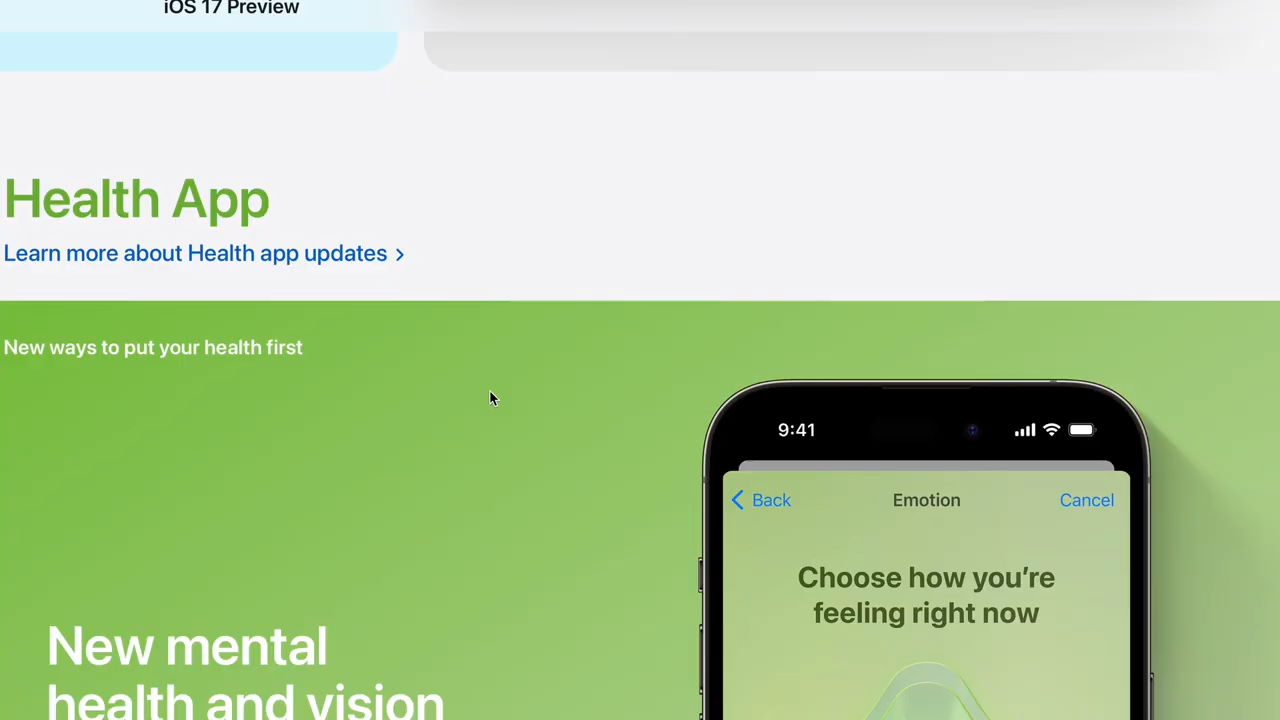 iOS 17 Preview
Health App
Learn more about Health app updates >
New ways to put your health first
9:41
Back
Emotion
Cancel
Choose how you’re
feeling right now
New mental
health and vision